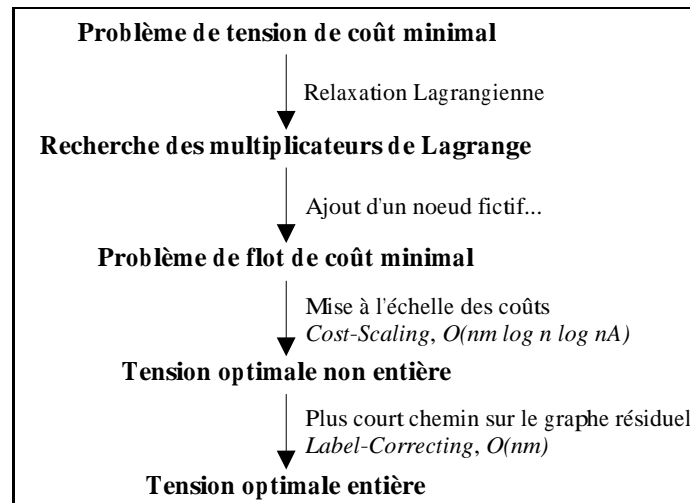 Problème de tension de coût minimal
Relaxation Lagrangienne
Recherche des multiplicateurs de Lagrange
Ajout d'un noeud fictif...
Problème de flot de coût minimal
Mise à l'échelle des coûts
Cost-Scaling, O(nm log n log nA)
Tension optimale non entière
Plus court chemin sur le graphe résiduel
Label-Correcting, O(nm)
Tension optimale entière